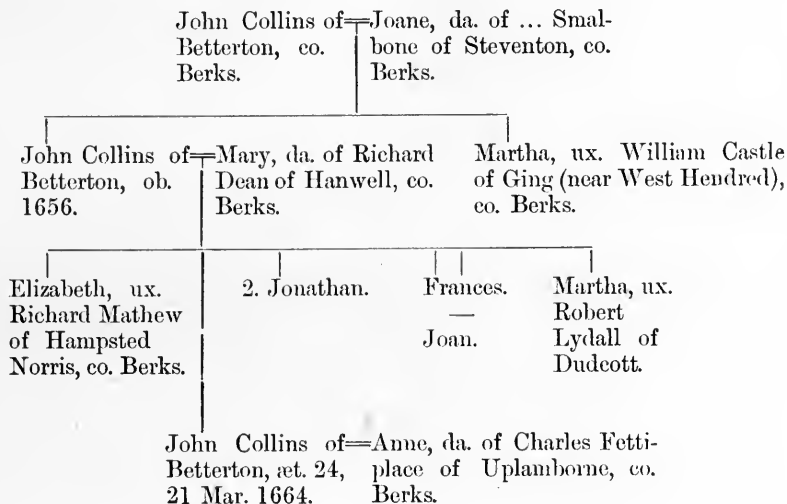 John Collins of
Betterton, co.
Berks.
Joane, da. of ... Smal-
bone of Steventon, co.
Berks.
John Collins of
Betterton, ob.
1656.
Mary, da. of Richard
Dean of Hanwell, co.
Berks.
Martha, ux. William Castle
of Ging (near West Hendred),
co. Berks.
Elizabeth, ux.
Richard Mathew
of Hampsted
Norris, co. Berks.
2. Jonathan.
Frances.
—
Joan.
Martha, ux.
Robert
Lydall of
Dudcott.
John Collins of
Betterton, æt. 24,
21 Mar. 1664.
Anne, da. of Charles Fetti-
place of Uplamborne, co.
Berks.